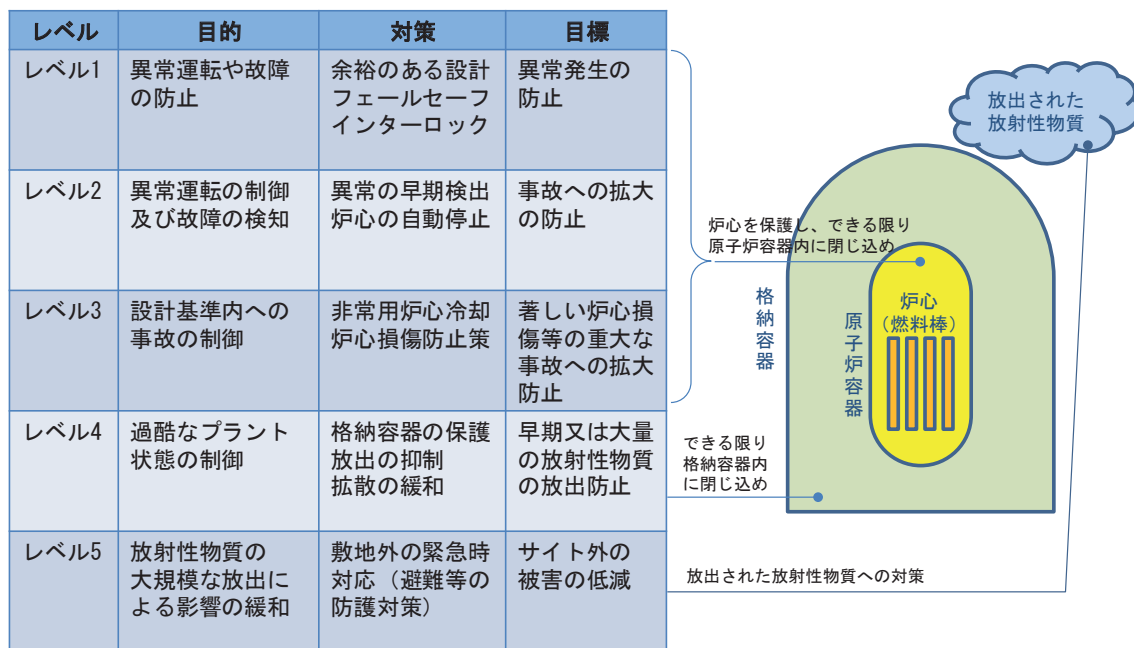 レベル
目的
対策
目標
レベル1
異常運転や故障
の防止
余裕のある設計
フェールセーフ
インターロック
異常発生の
防止
レベル2
異常運転の制御
及び故障の検知
異常の早期検出
炉心の自動停止
事故への拡大
の防止
レベル3
設計基準内への
事故の制御
非常用炉心冷却
炉心損傷防止策
著しい炉心損
傷等の重大な
事故への拡大
防止
レベル4
過酷なプラント
状態の制御
格納容器の保護
放出の抑制
拡散の緩和
早期又は大量
の放射性物質
の放出防止
レベル5
放射性物質の
大規模な放出に
よる影響の緩和
敷地外の緊急時
対応（避難等の
防護対策）
サイト外の
被害の低減
放出された
放射性物質
炉心を保護し、できる限り
原子炉容器内に閉じ込め
格納容器
原子炉容器
炉心
（燃料棒）
できる限り
格納容器内
に閉じ込め
放出された放射性物質への対策